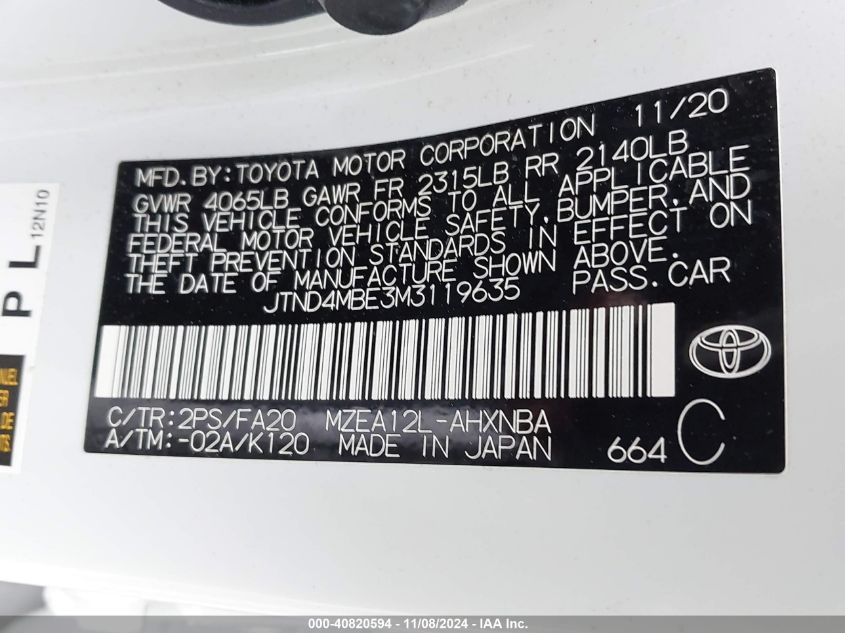 MFD. BY: TOYOTA MOTOR CORPORATION 11/20
GVWR 4065LB GAWR FR 2315LB RR 2140LB
THIS VEHICLE CONFORMS TO ALL APPLICABLE
FEDERAL MOTOR VEHICLE SAFETY, BUMPER, AND
THEFT PREVENTION STANDARDS IN EFFECT ON
THE DATE OF MANUFACTURE SHOWN ABOVE.
JTND4MBE3M3119635 PASS. CAR
C/TR: 2PS/FA20 MZEA12L-AHXNBA
A/TM: -02A/K120 MADE IN JAPAN 664 C
P L 12N10
000-40820594 - 11/08/2024 - IAA Inc.